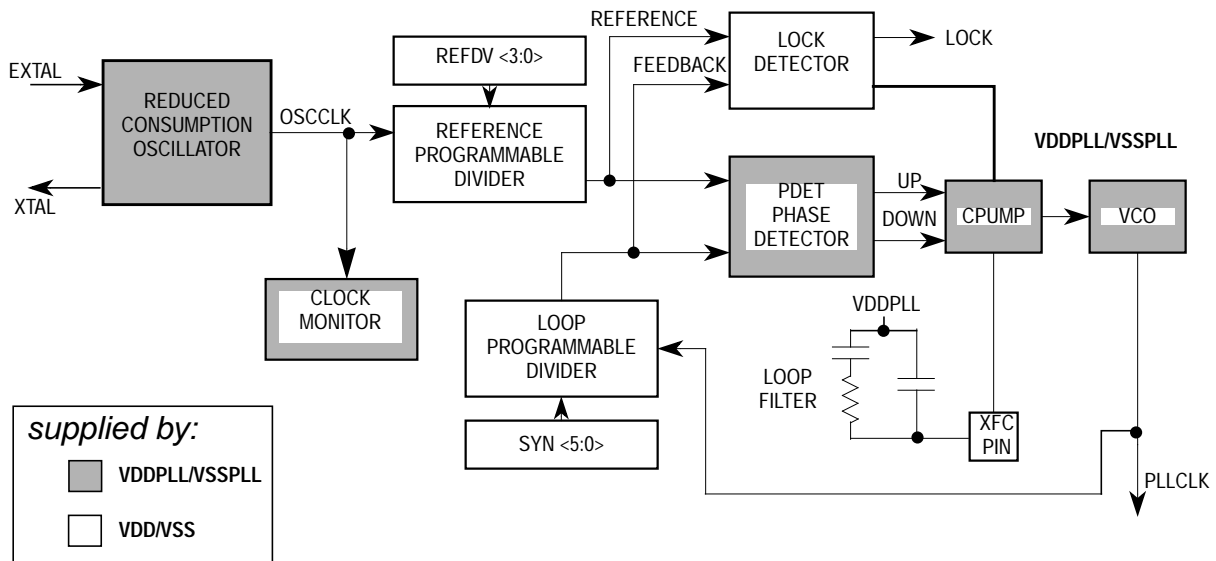 REFERENCE
LOCK
DETECTOR
LOCK
REFDV <3:0>
FEEDBACK
EXTAL
REDUCED
CONSUMPTION
OSCILLATOR
OSCCLK
REFERENCE
PROGRAMMABLE
DIVIDER
VDDPLL/VSSPLL
XTAL
PDET
PHASE
DETECTOR
UP
DOWN
CPUMP
VCO
CLOCK
MONITOR
LOOP
PROGRAMMABLE
DIVIDER
VDDPLL
LOOP
FILTER
XFC
PIN
SYN <5:0>
PLLCLK
supplied by:
VDDPLL/VSSPLL
VDD/VSS